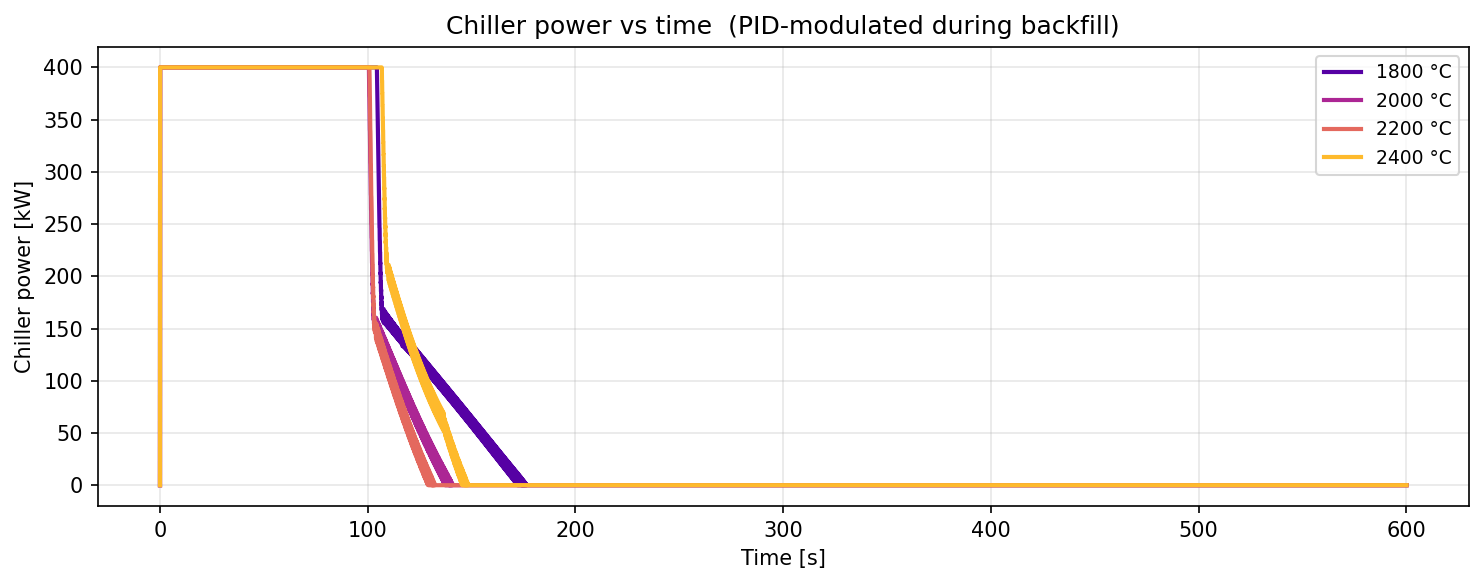 Chiller power vs time  (PID-modulated during backfill)
Chiller power [kW]
400
350
300
250
200
150
100
50
0
1800 °C
2000 °C
2200 °C
2400 °C
0 100 200 300 400 500 600
Time [s]